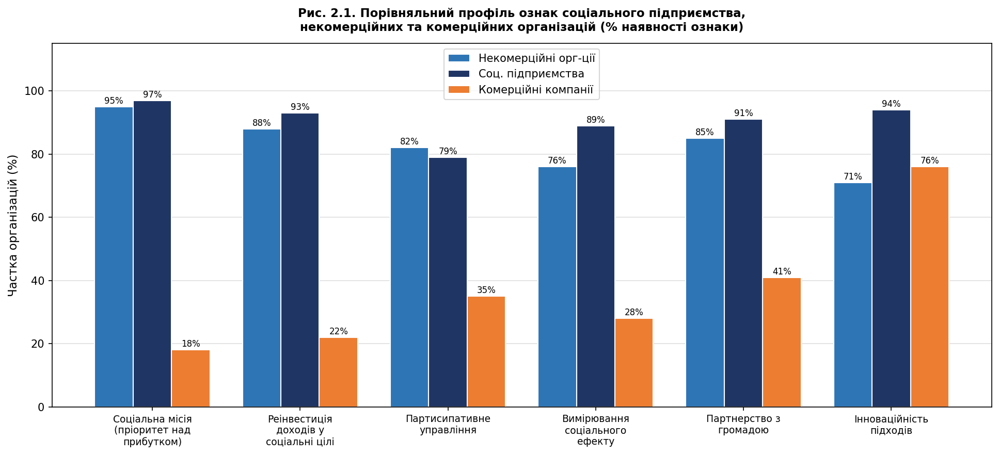 Рис. 2.1. Порівняльний профіль ознак соціального підприємства,
некомерційних та комерційних організацій (% наявності ознаки)
Некомерційні орг-ції
Соц. підприємства
Комерційні компанії
Частка організацій (%)
100
80
60
40
20
0
95%
97%
18%
88%
93%
22%
82%
79%
35%
76%
89%
28%
85%
91%
41%
71%
94%
76%
Соціальна місія
(пріоритет над
прибутком)
Реінвестиція
доходів у
соціальні цілі
Партисипативне
управління
Вимірювання
соціального
ефекту
Партнерство з
громадою
Інноваційність
підходів